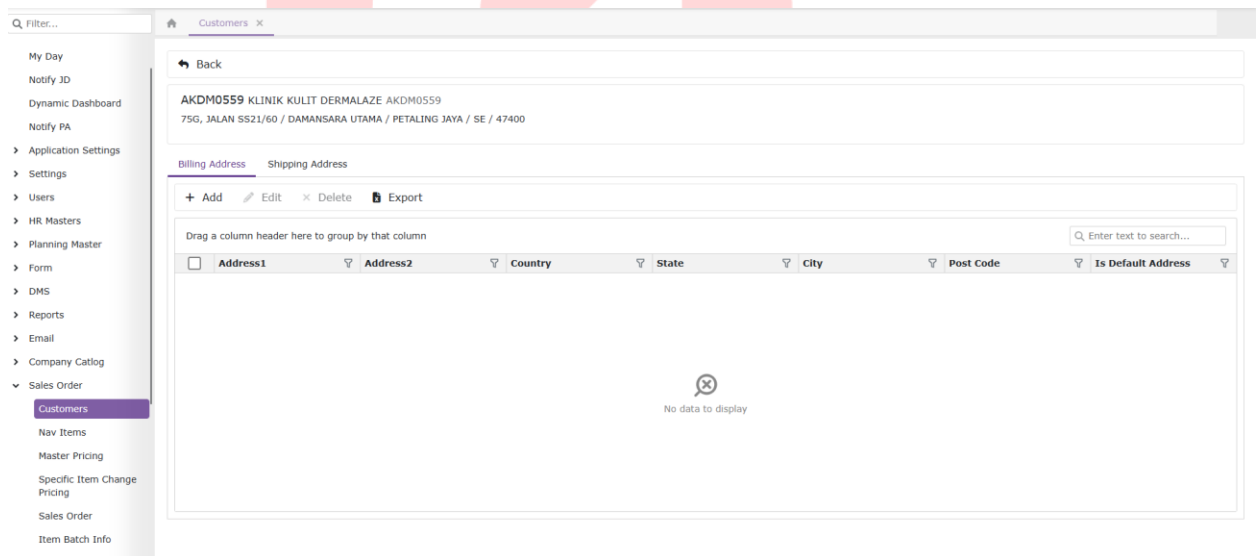 Filter...
Customers ×
My Day
Notify JD
Dynamic Dashboard
Notify PA
Application Settings
Settings
Users
HR Masters
Planning Master
Form
DMS
Reports
Email
Company Catlog
Sales Order
Customers
Nav Items
Master Pricing
Specific Item Change
Pricing
Sales Order
Item Batch Info
Back
AKDM0559 KLINIK KULIT DERMALAZE AKDM0559
75G, JALAN SS21/60 / DAMANSARA UTAMA / PETALING JAYA / SE / 47400
Billing Address Shipping Address
+ Add Edit × Delete Export
Drag a column header here to group by that column Enter text to search...
Address1 Address2 Country State City Post Code Is Default Address
No data to display